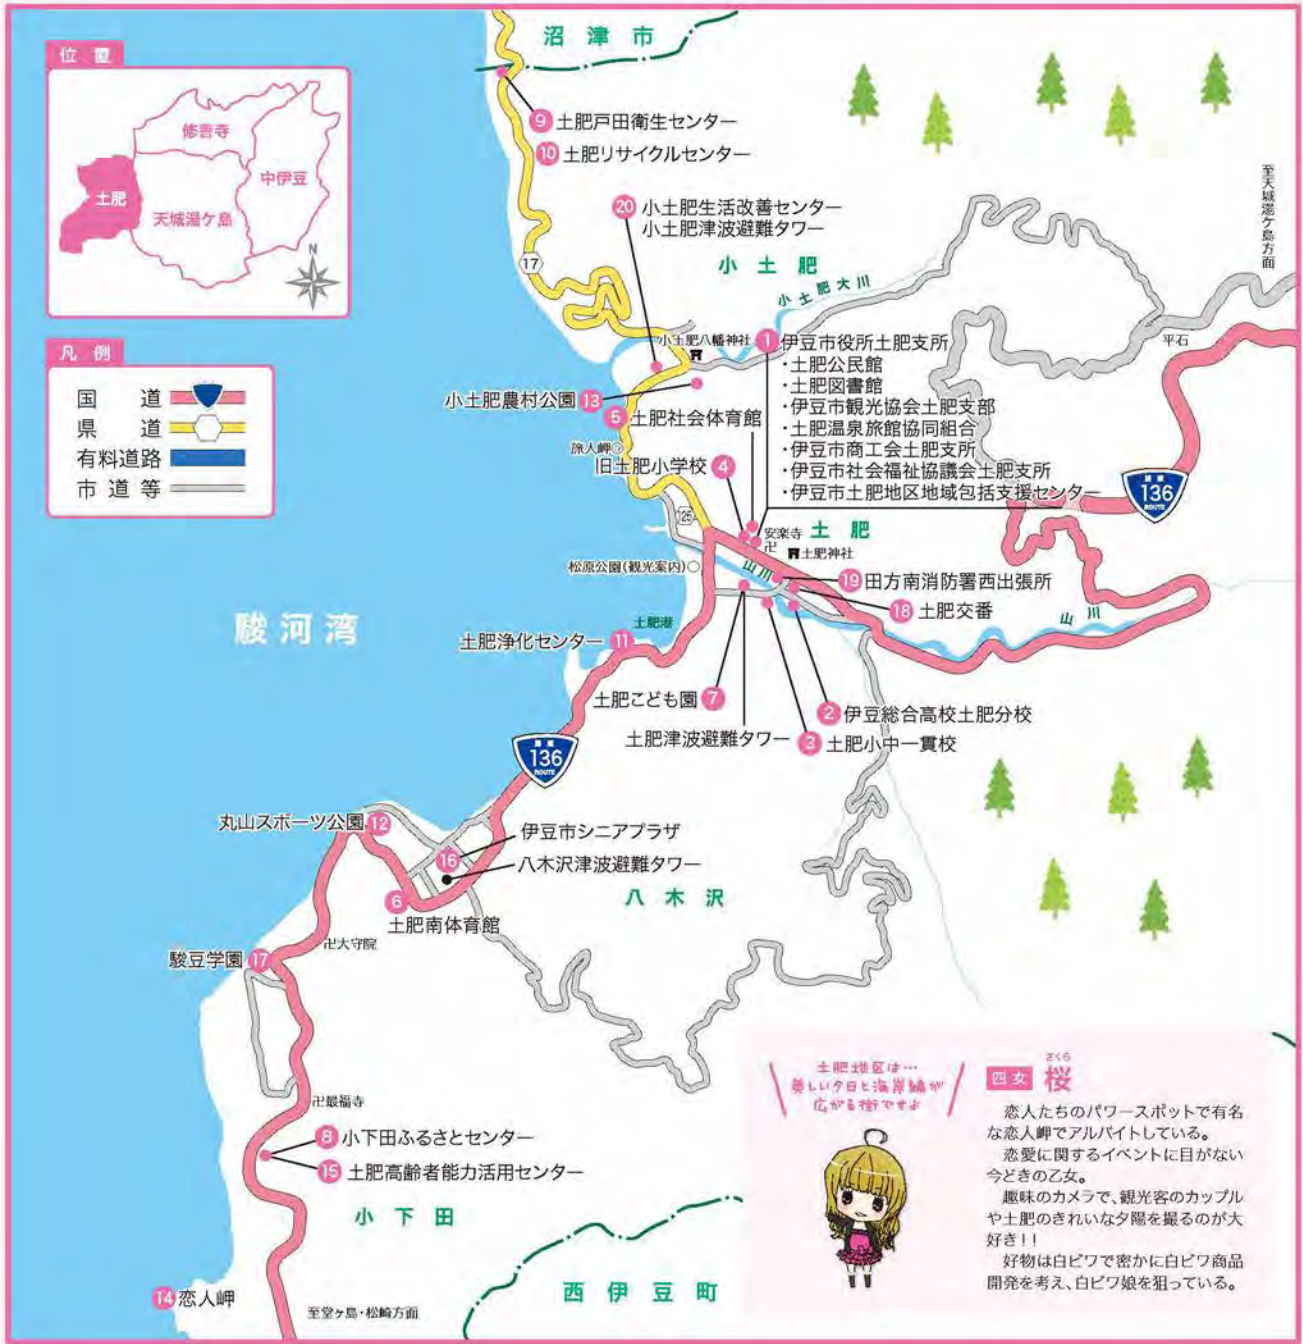 沼津市
位置
修善寺
土肥
中伊豆
天城湯ケ島
N
凡例
国道
県道
有料道路
市道等
9 土肥戸田衛生センター
10 土肥リサイクルセンター
20 小土肥生活改善センター
小土肥津波避難タワー
至天城湯ケ島方面
17
小土肥
小土肥大川
小土肥八幡神社
平石
1 伊豆市役所土肥支所
・土肥公民館
・土肥図書館
・伊豆市観光協会土肥支部
・土肥温泉旅館協同組合
・伊豆市商工会土肥支所
・伊豆市社会福祉協議会土肥支所
・伊豆市土肥地区地域包括支援センター
小土肥農村公園 13
5 土肥社会体育館
旅人岬
旧土肥小学校 4
136
ROUTE
125
安楽寺
土肥
土肥神社
松原公園(観光案内)
山川
19 田方南消防署西出張所
18 土肥交番
山川
駿河湾
土肥港
土肥浄化センター 11
土肥こども園 7
2 伊豆総合高校土肥分校
土肥津波避難タワー
3 土肥小中一貫校
136
ROUTE
丸山スポーツ公園 12
伊豆市シニアプラザ
16
八木沢津波避難タワー
八木沢
6
土肥南体育館
卍大守院
駿豆学園 17
卍最福寺
8 小下田ふるさとセンター
15 土肥高齢者能力活用センター
小下田
14 恋人岬
至堂ヶ島・松崎方面
西伊豆町
土肥地区は…
美しい夕日と海岸線が
広がる街ですよ
さくら
四女 桜
恋人たちのパワースポットで有名
な恋人岬でアルバイトしている。
恋愛に関するイベントに目がない
今どきの乙女。
趣味のカメラで、観光客のカップル
や土肥のきれいな夕陽を撮るのが大
好き!!
好物は白ビワで密かに白ビワ商品
開発を考え、白ビワ娘を狙っている。